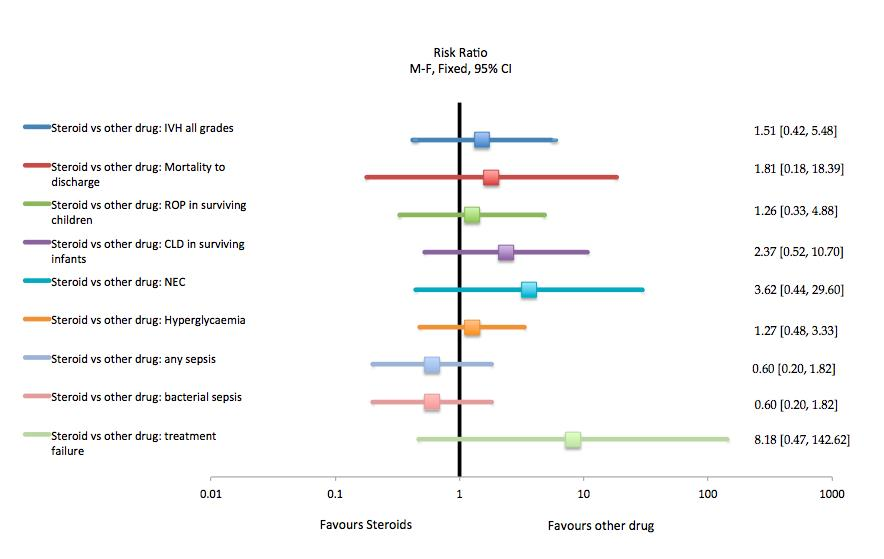 Risk Ratio
M-F, Fixed, 95% CI
Steroid vs other drug: IVH all grades
1.51 [0.42, 5.48]
Steroid vs other drug: Mortality to
discharge
1.81 [0.18, 18.39]
Steroid vs other drug: ROP in surviving
children
1.26 [0.33, 4.88]
Steroid vs other drug: CLD in surviving
infants
2.37 [0.52, 10.70]
Steroid vs other drug: NEC
3.62 [0.44, 29.60]
Steroid vs other drug: Hyperglycaemia
1.27 [0.48, 3.33]
Steroid vs other drug: any sepsis
0.60 [0.20, 1.82]
Steroid vs other drug: bacterial sepsis
0.60 [0.20, 1.82]
Steroid vs other drug: treatment
failure
8.18 [0.47, 142.62]
0.01 0.1 1 10 100 1000
Favours Steroids Favours other drug